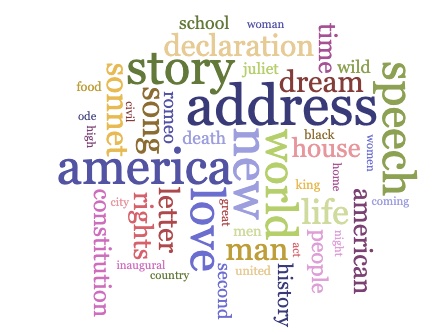 school
woman
declaration
time
story
juliet
wild
food
sonnet
civil
song
romeo
dream
speech
address
ode
high
death
new
world
black
house
women
america
love
king
home
life
american
coming
constitution
city
rights
letter
great
men
man
act
people
night
inaugural
country
second
united
history